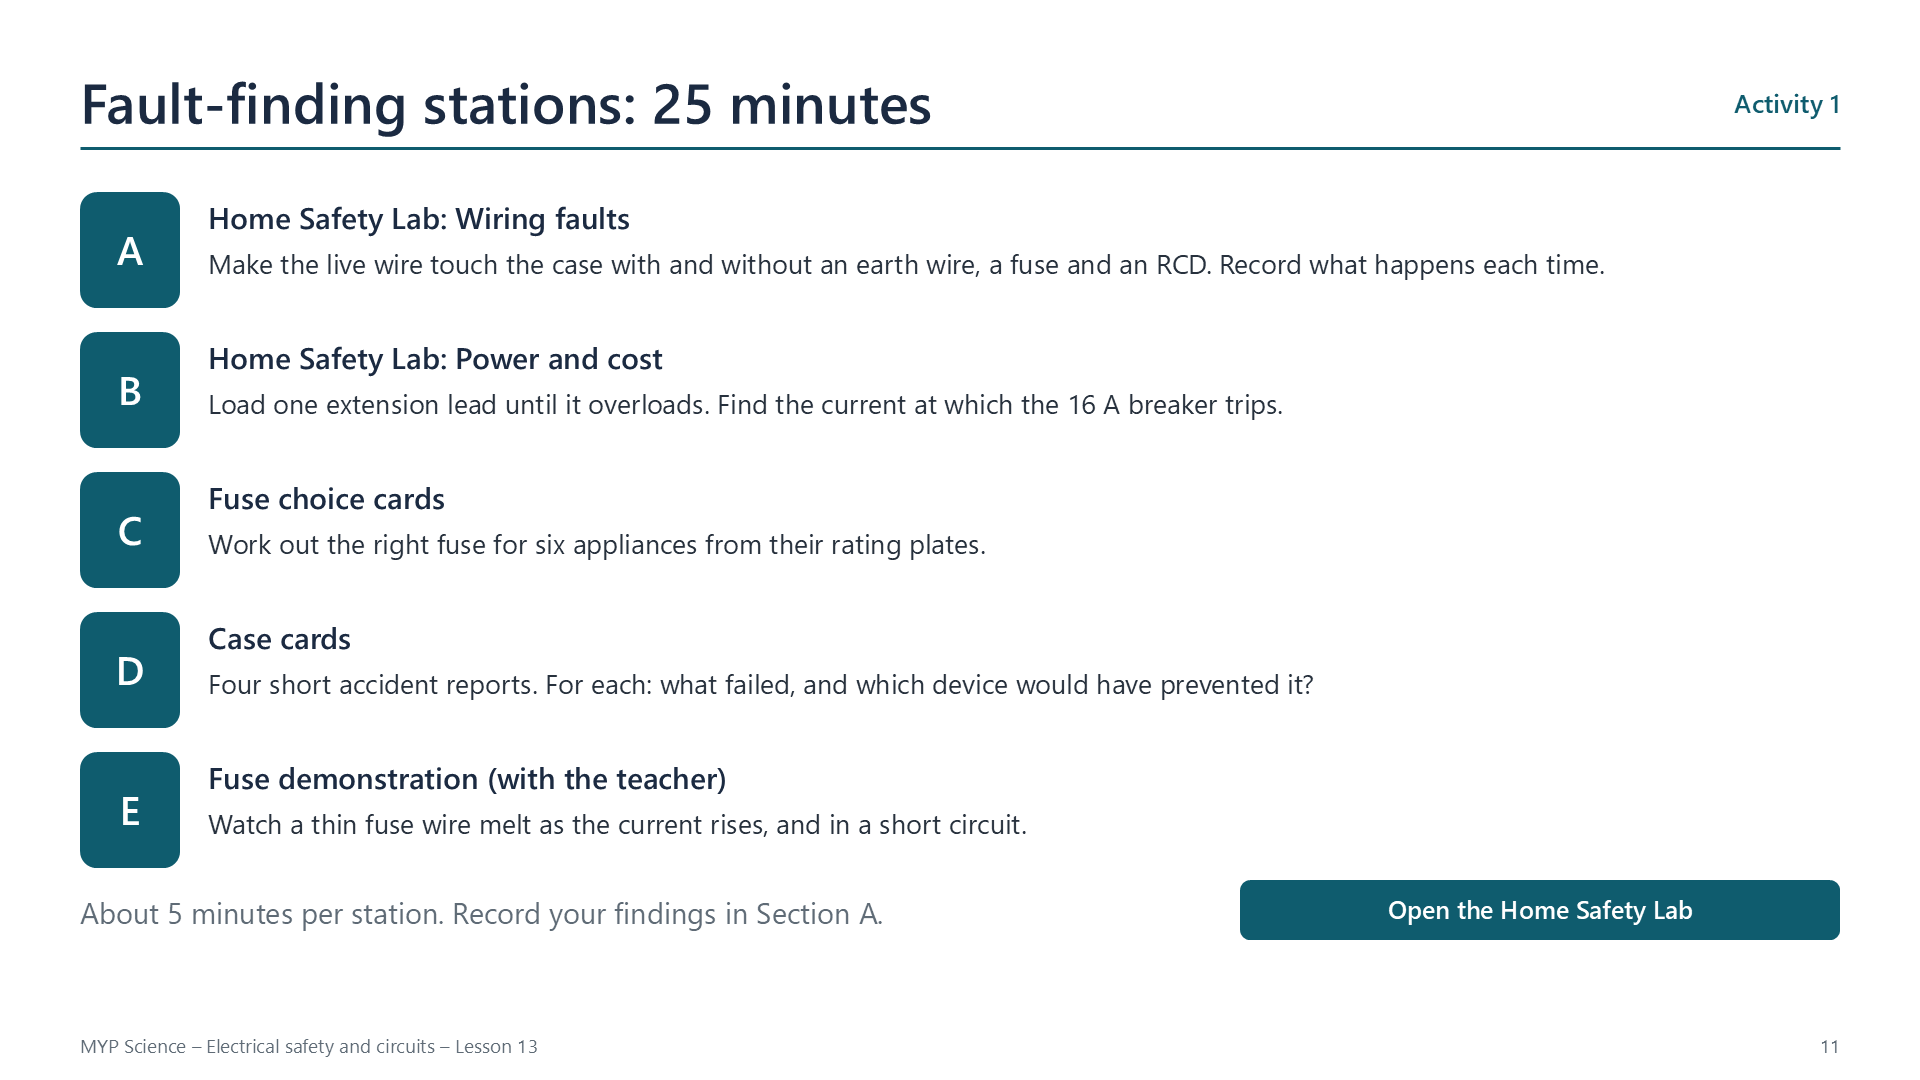 Fault-finding stations: 25 minutes
Activity 1
A
Home Safety Lab: Wiring faults
Make the live wire touch the case with and without an earth wire, a fuse and an RCD. Record what happens each time.
B
Home Safety Lab: Power and cost
Load one extension lead until it overloads. Find the current at which the 16 A breaker trips.
C
Fuse choice cards
Work out the right fuse for six appliances from their rating plates.
D
Case cards
Four short accident reports. For each: what failed, and which device would have prevented it?
E
Fuse demonstration (with the teacher)
Watch a thin fuse wire melt as the current rises, and in a short circuit.
About 5 minutes per station. Record your findings in Section A.
Open the Home Safety Lab
MYP Science – Electrical safety and circuits – Lesson 13
11